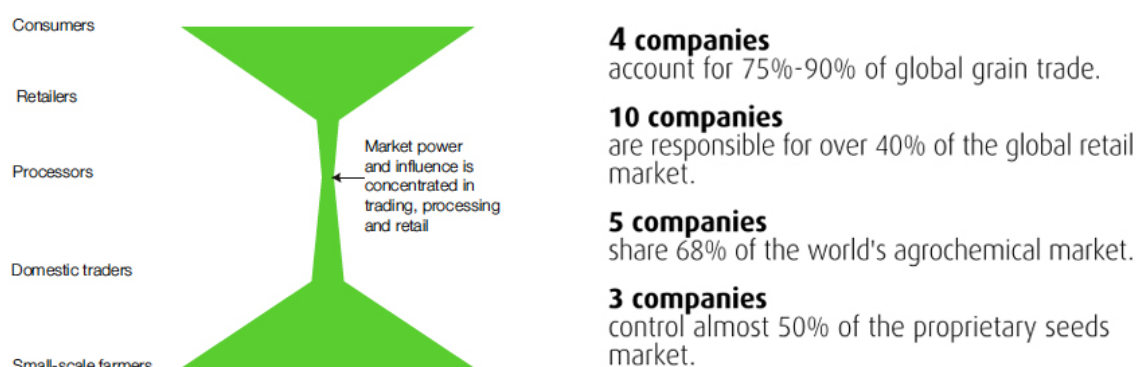 Consumers
Retailers
Processors
Domestic traders
Small-scale farmers
Market power
and influence is
concentrated in
trading, processing
and retail
4 companies
account for 75%-90% of global grain trade.
10 companies
are responsible for over 40% of the global retail
market.
5 companies
share 68% of the world's agrochemical market.
3 companies
control almost 50% of the proprietary seeds
market.